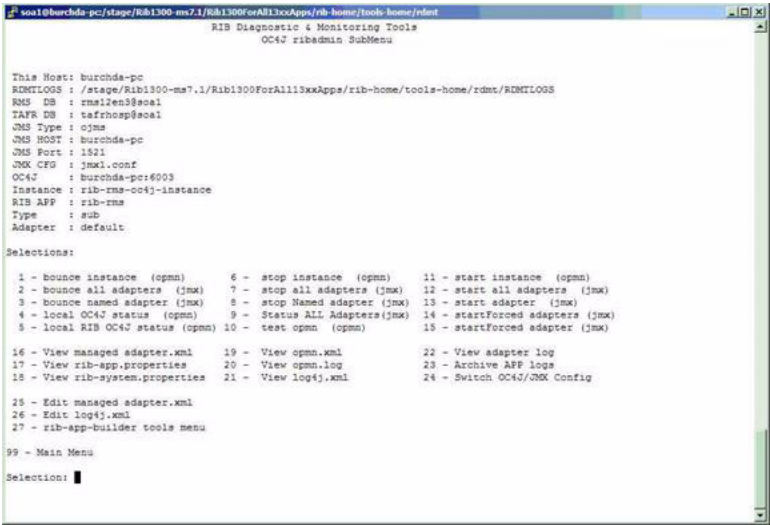 soa1@burchda-pc:/stage/Rib1300-ms7.1/Rib1300ForAll13xxApps/rib-home/tools-home/rdmt
RIB Diagnostic & Monitoring Tools
OC4J ribadmin SubMenu
This Host: burchda-pc
RDMTLOGS : /stage/Rib1300-ms7.1/Rib1300ForAll13xxApps/rib-home/tools-home/rdmt/RDMTLOGS
RMS DB : rms12en3@soa1
TAFR DB : tafrhosp@soa1
JMS Type : ojms
JMS HOST : burchda-pc
JMS Port : 1521
JMX CFG : jmx1.conf
OC4J : burchda-pc:6003
Instance : rib-rms-oc4j-instance
RIB APP : rib-rms
Type : sub
Adapter : default
Selections:
1 - bounce instance (opmn) 6 - stop instance (opmn) 11 - start instance (opmn)
2 - bounce all adapters (jmx) 7 - stop all adapters (jmx) 12 - start all adapters (jmx)
3 - bounce named adapter (jmx) 8 - stop Named adapter (jmx) 13 - start adapter (jmx)
4 - local OC4J status (opmn) 9 - Status ALL Adapters(jmx) 14 - startForced adapters (jmx)
5 - local RIB OC4J status (opmn) 10 - test opmn (opmn) 15 - startForced adapter (jmx)
16 - View managed adapter.xml 19 - View opmn.xml 22 - View adapter log
17 - View rib-app.properties 20 - View opmn.log 23 - Archive APP logs
18 - View rib-system.properties 21 - View log4j.xml 24 - Switch OC4J/JMX Config
25 - Edit managed adapter.xml
26 - Edit log4j.xml
27 - rib-app-builder tools menu
99 - Main Menu
Selection: